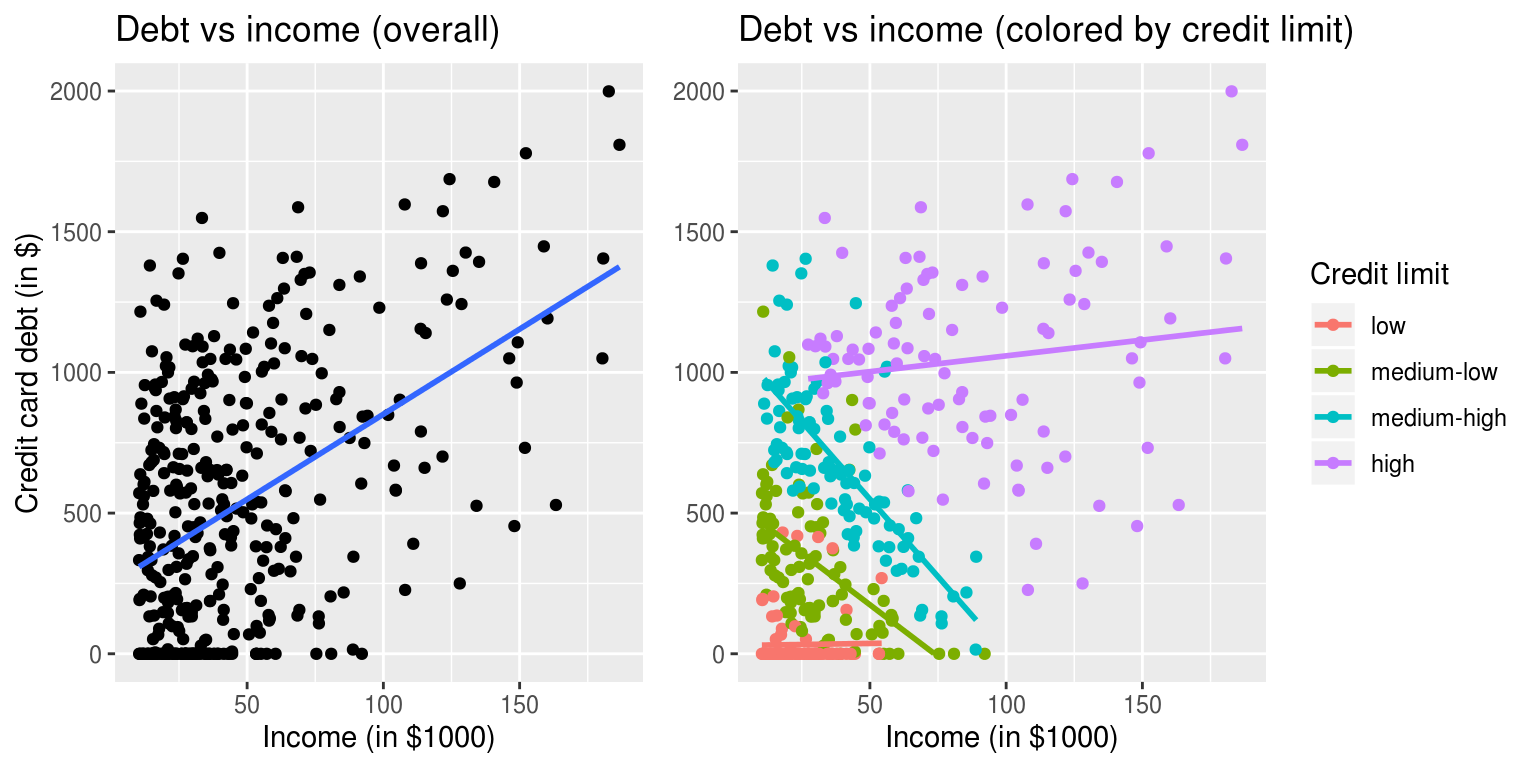 Debt vs income (overall)
Credit card debt (in $)
2000
1500
1000
500
0
50 100 150
Income (in $1000)
Debt vs income (colored by credit limit)
2000
1500
1000
500
0
50 100 150
Income (in $1000)
Credit limit
low
medium-low
medium-high
high